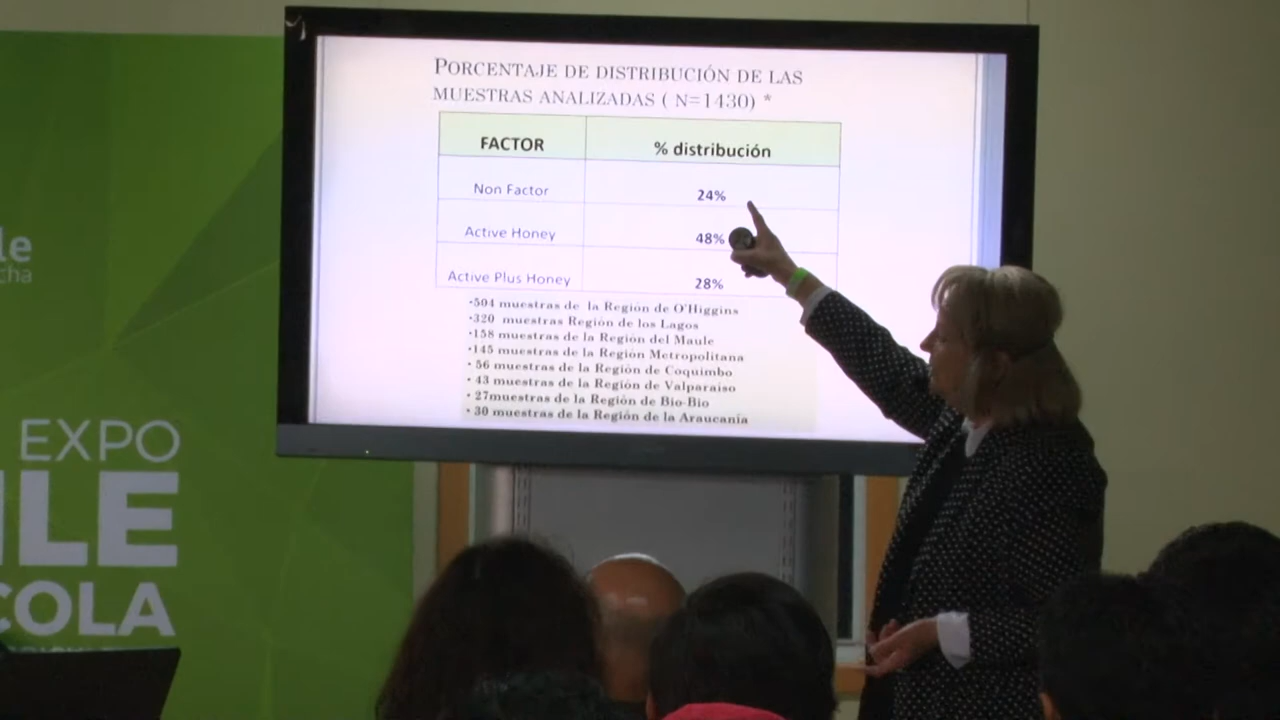 PORCENTAJE DE DISTRIBUCIÓN DE LAS
MUESTRAS ANALIZADAS ( N=1430) *
FACTOR % distribución
Non Factor 24%
Active Honey 48%
Active Plus Honey 28%
•504 muestras de la Región de O'Higgins
•320 muestras Región de los Lagos
•158 muestras de la Región del Maule
•145 muestras de la Región Metropolitana
• 56 muestras de la Región de Coquimbo
• 43 muestras de la Región de Valparaíso
• 27muestras de la Región de Bio-Bio
• 30 muestras de la Región de la Araucanía
le
cha
EXPO
ILE
COLA